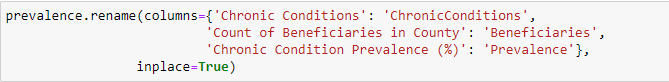 prevalence.rename(columns={'Chronic Conditions': 'ChronicConditions',
                           'Count of Beneficiaries in County': 'Beneficiaries',
                           'Chronic Condition Prevalence (%)': 'Prevalence'},
                  inplace=True)